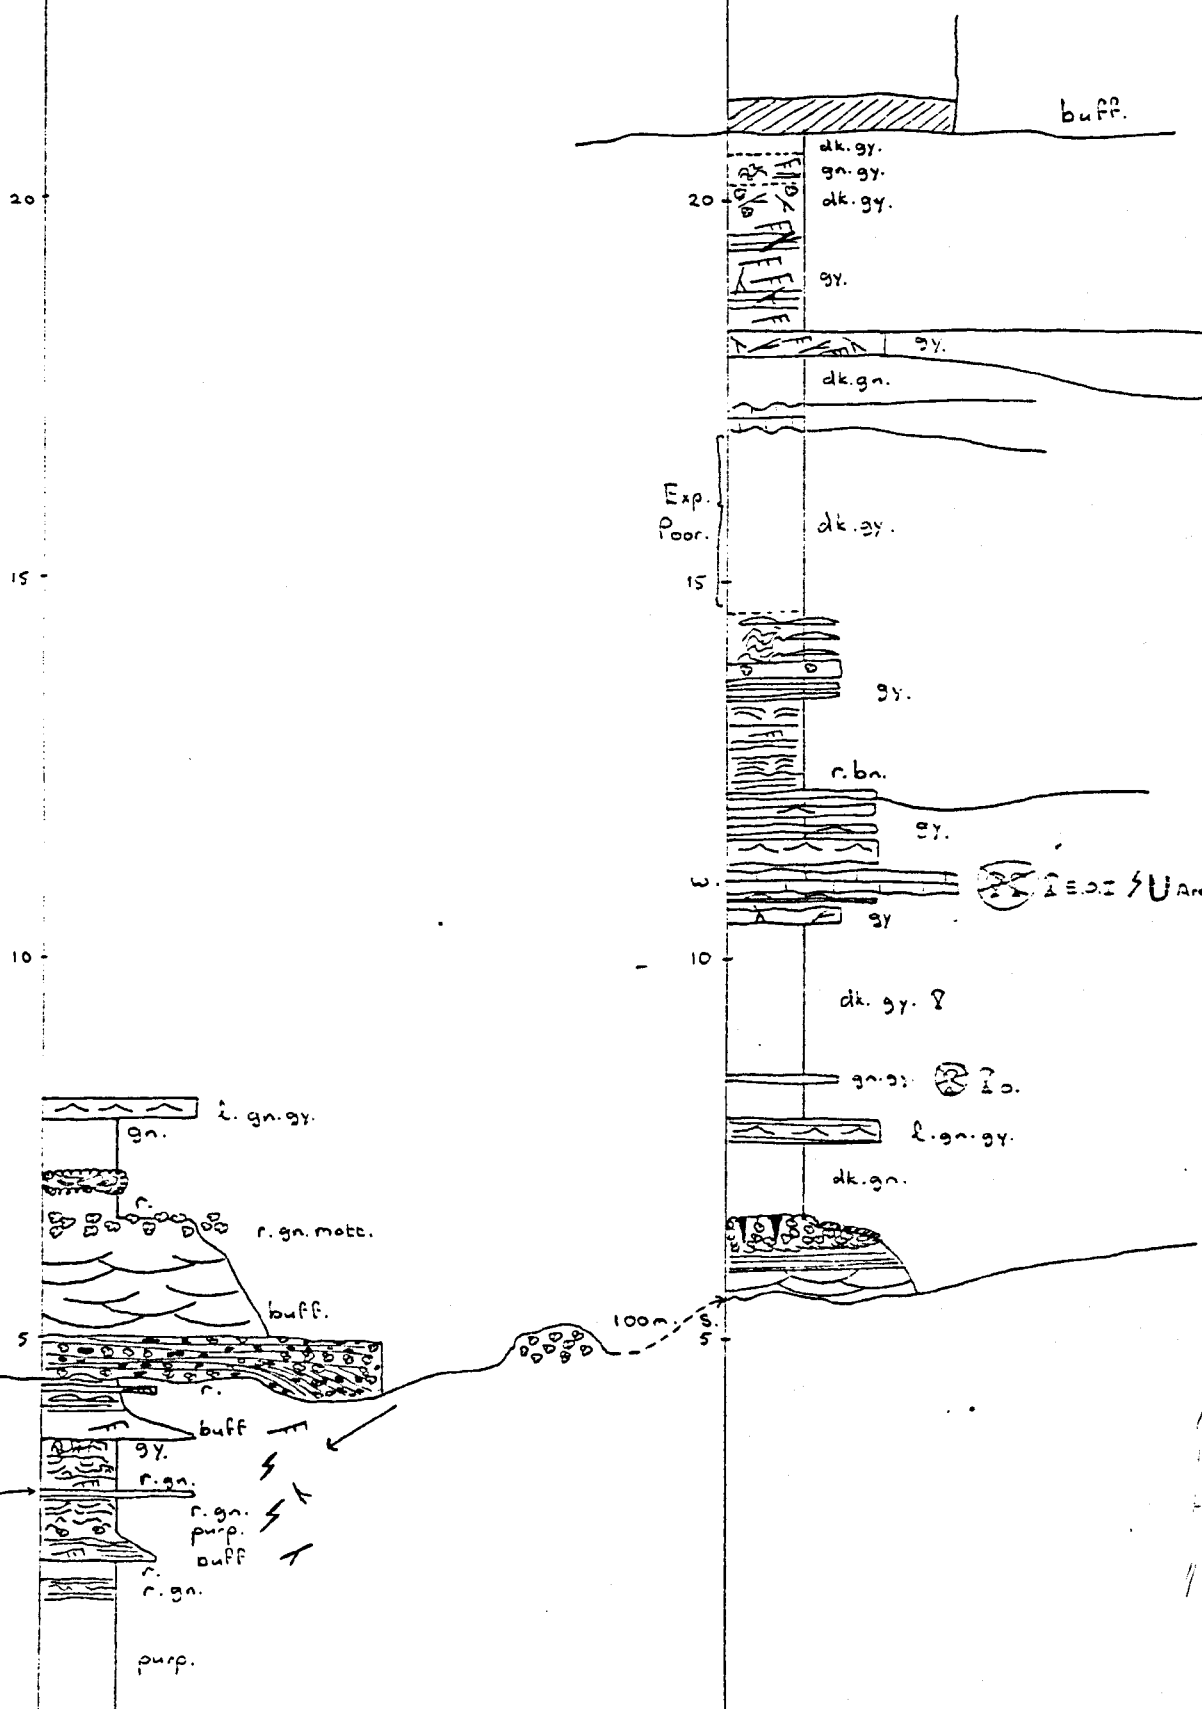 buff.
dk.gy.
gn.gy.
20
20
dk.gy.
gy.
gy.
dk.gn.
Exp.
Poor.
dk.gy.
15
15
gy.
r.bn.
gy.
w.
gy
10
10
dk. gy.
gn.gy.
l. gn. gy.
gn.
l. gn. gy.
dk.gn.
r.
r. gn. mott.
buff.
100m.
S.
5
5
r.
buff
gy.
r.gn.
r.gn.
purp.
buff
r.
r. gn.
purp.